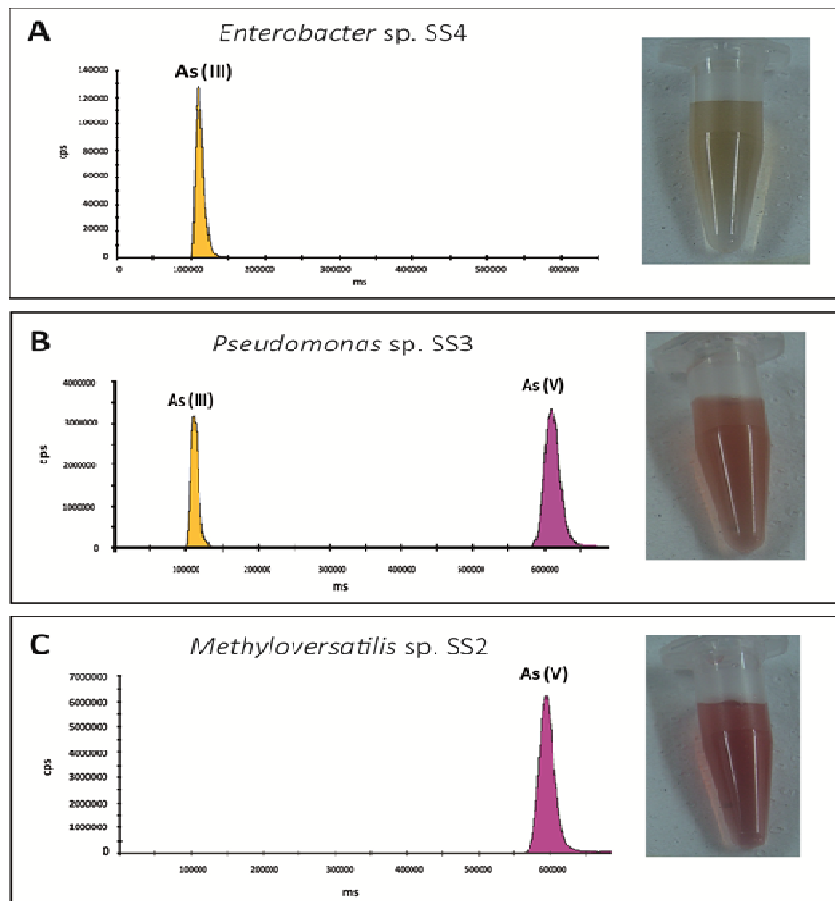 A
Enterobacter sp. SS4
As (III)
140000
120000
100000
80000
60000
40000
20000
0
cps
0 100000 200000 300000 400000 500000 600000
ms
B
Pseudomonas sp. SS3
4000000
As (III)
As (V)
3000000
2000000
1000000
0
cps
100000 200000 300000 400000 500000 600000
ms
C
Methyloversatilis sp. SS2
As (V)
7000000
6000000
5000000
4000000
3000000
2000000
1000000
0
cps
100000 200000 300000 400000 500000 600000
ms